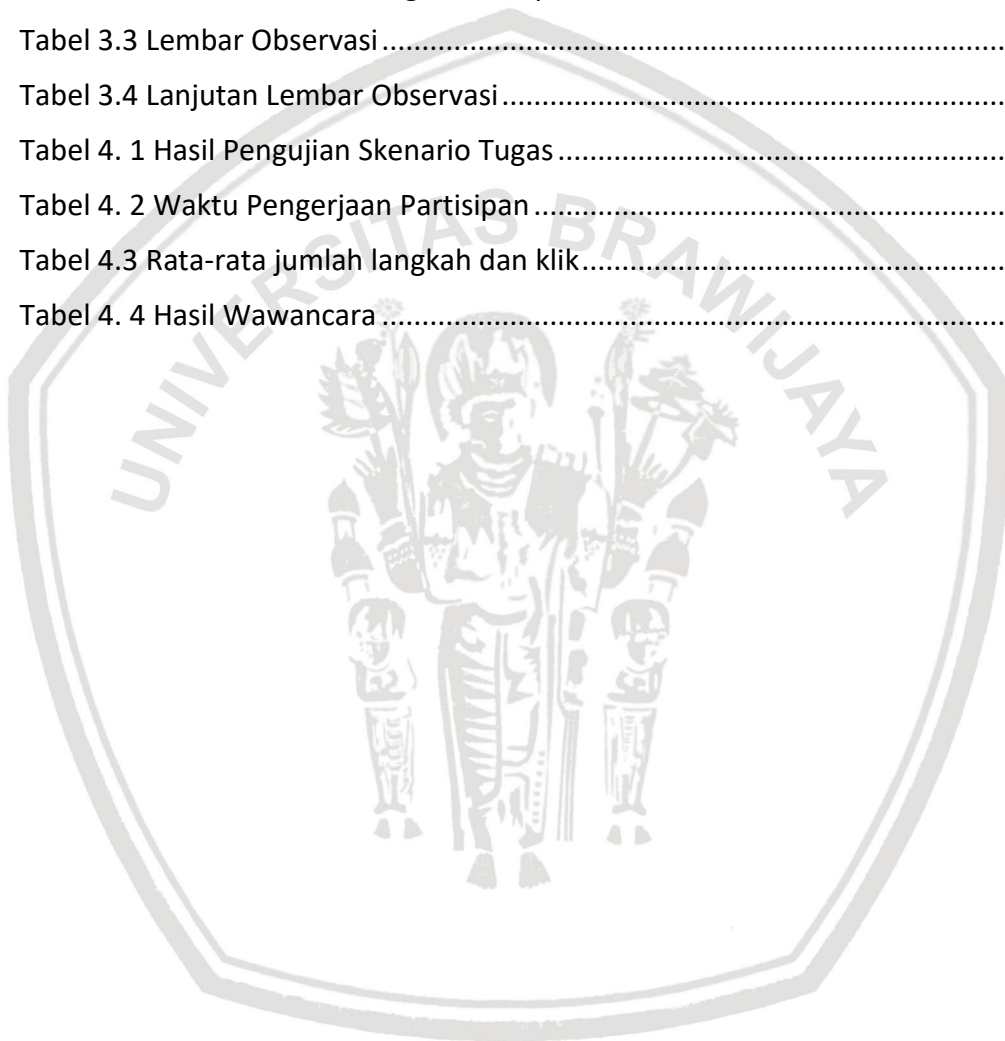 Tabel 3.3 Lembar Observasi........................................................................................
Tabel 3.4 Lanjutan Lembar Observasi........................................................................
Tabel 4. 1 Hasil Pengujian Skenario Tugas................................................................
Tabel 4. 2 Waktu Pengerjaan Partisipan....................................................................
Tabel 4.3 Rata-rata jumlah langkah dan klik..............................................................
Tabel 4. 4 Hasil Wawancara........................................................................................
UNIVERSITAS BRAWIJAYA